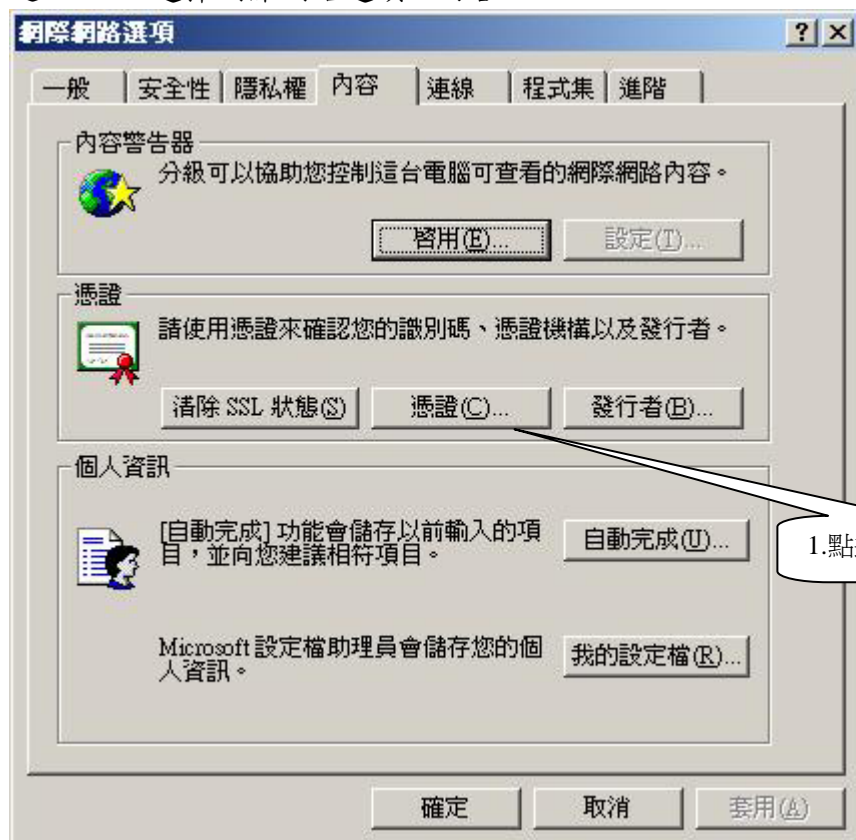 網際網路選項
一般 安全性 隱私權 內容 連線 程式集 進階
內容警告器
分級可以協助您控制這台電腦可查看的網際網路內容。
啓用(E)... 設定(T)...
憑證
請使用憑證來確認您的識別碼、憑證機構以及發行者。
清除 SSL 狀態(S) 憑證(C)... 發行者(B)...
個人資訊
[自動完成] 功能會儲存以前輸入的項
目，並向您建議相符項目。
自動完成(U)...
1.點
Microsoft 設定檔助理員會儲存您的個
人資訊。
我的設定檔(R)...
確定 取消 套用(A)